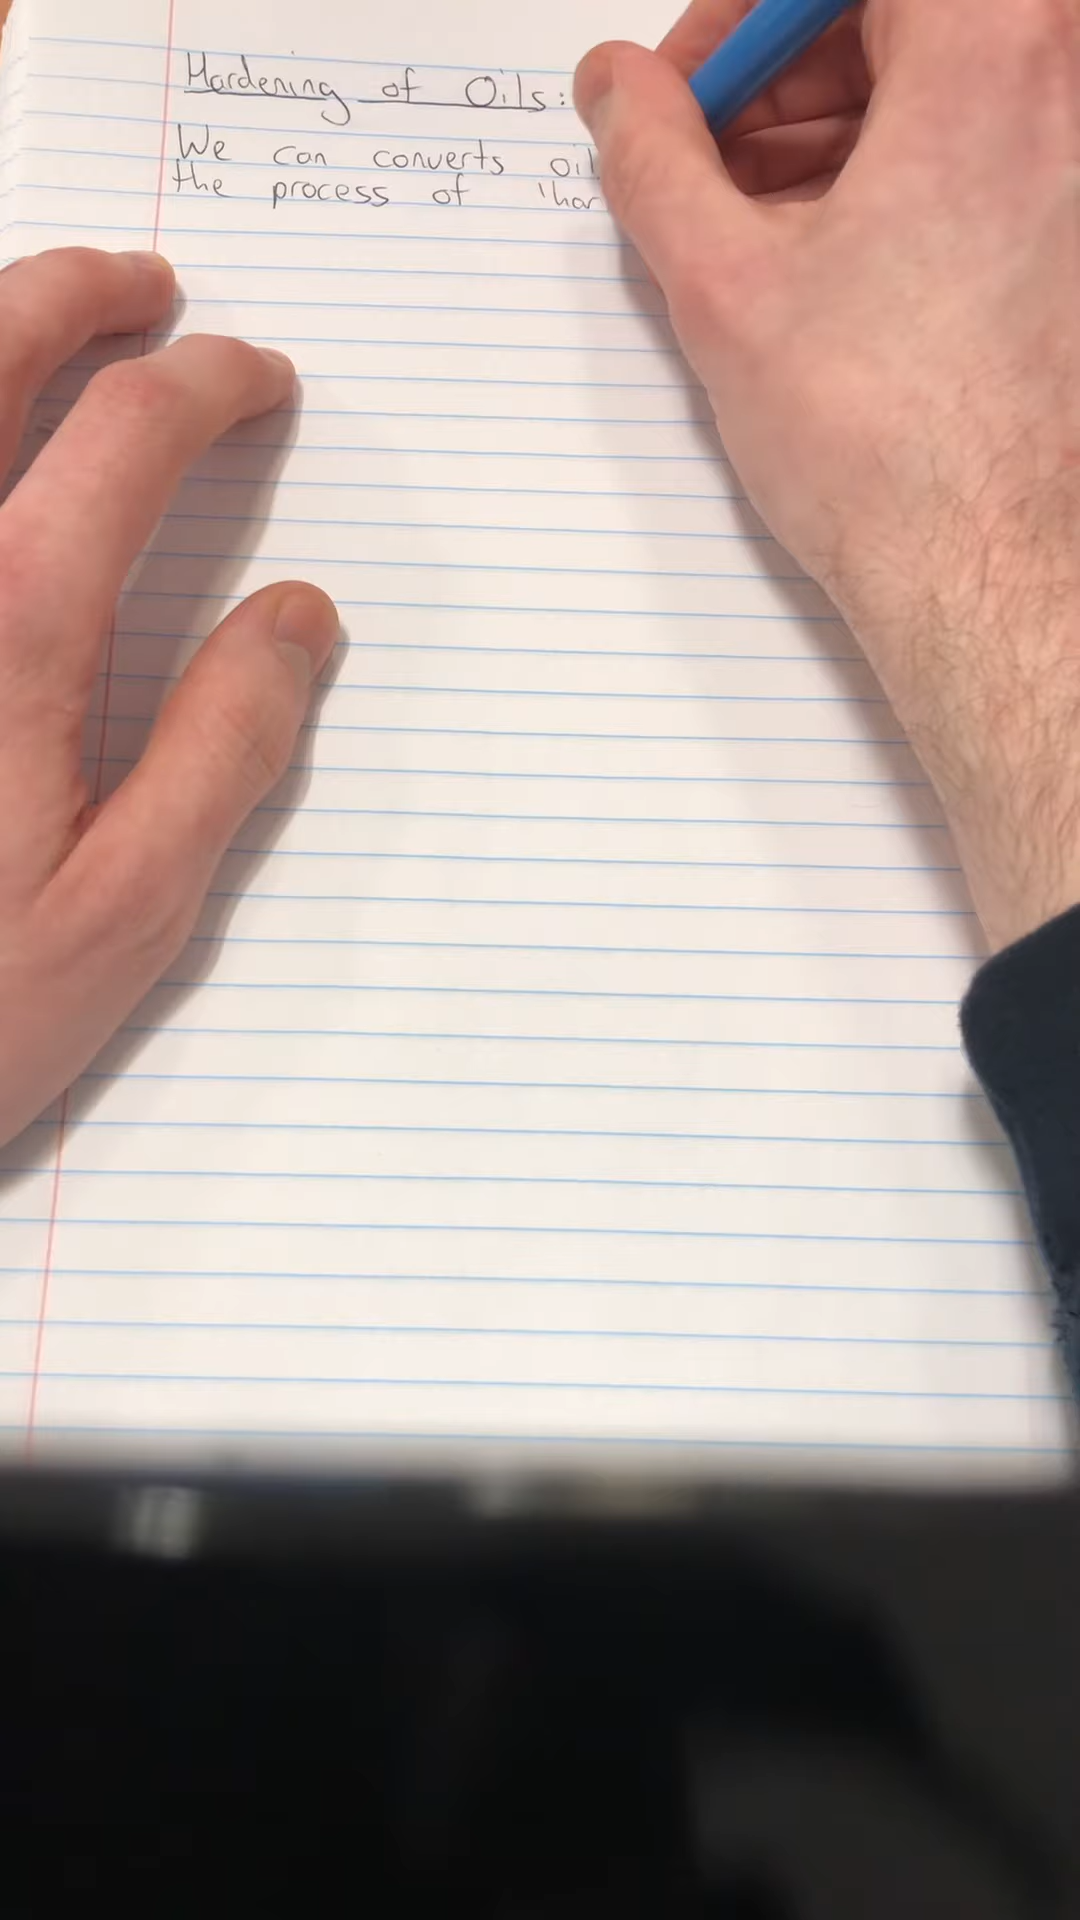 Hardening of Oils:
We can converts oil
the process of 'har